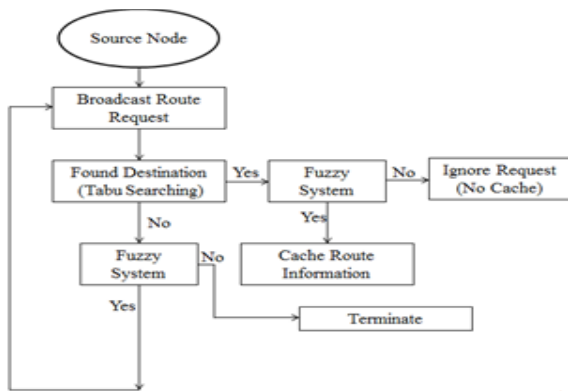 Source Node
Broadcast Route
Request
Found Destination
(Tabu Searching)
Yes
Fuzzy
System
No
Ignore Request
(No Cache)
No
Yes
Fuzzy
System
No
Cache Route
Information
Yes
Terminate